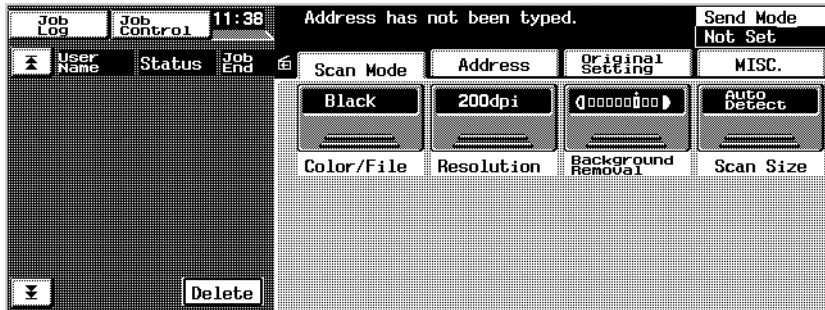 Job
Log
Job
Control
11:38
User
Name
Status
Job
End
Delete
Address has not been typed.
Send Mode
Not Set
Scan Mode
Address
Original
Setting
MISC.
Black
200dpi
Auto
Detect
Color/File
Resolution
Background
Removal
Scan Size